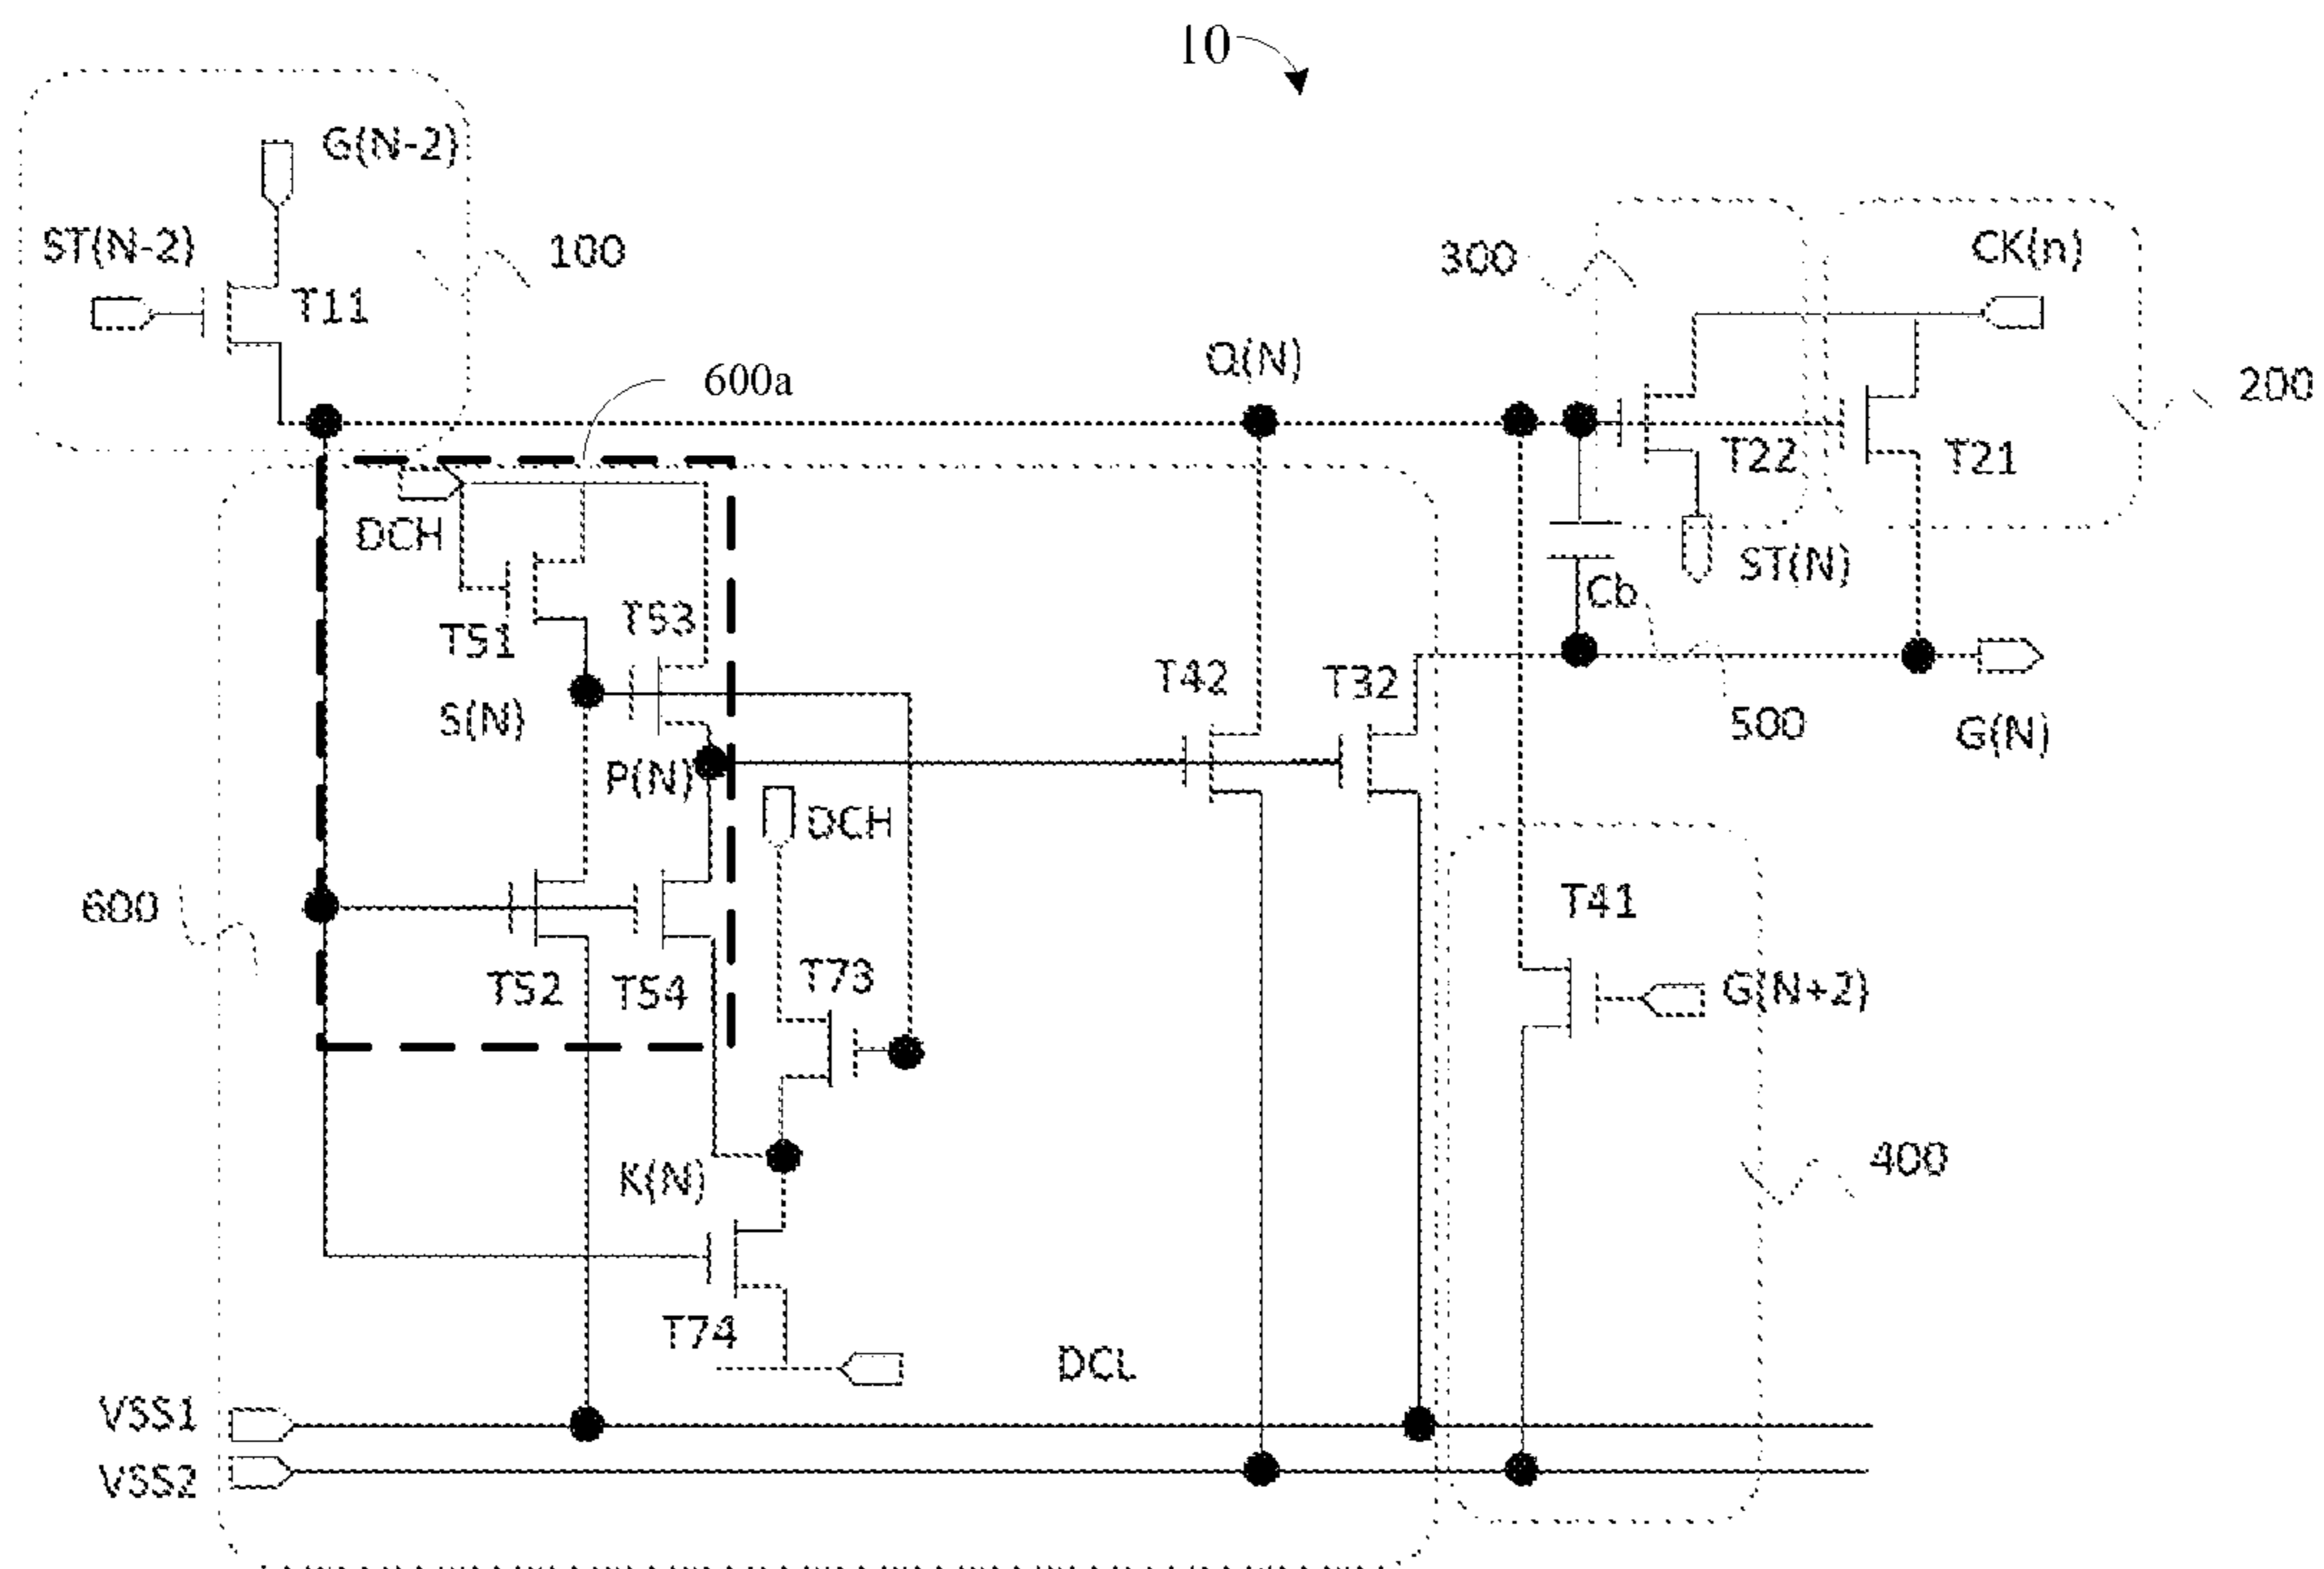 10
G(N-2)
ST(N-2)
T11
100
300
CK(n)
200
Q(N)
600a
T22
T21
DCH
Cb
ST(N)
T51
T53
S(N)
T42
T32
500
G(N)
P(N)
DCH
600
T41
T52
T54
T73
G(N+2)
K(N)
400
T74
DCL
VSS1
VSS2